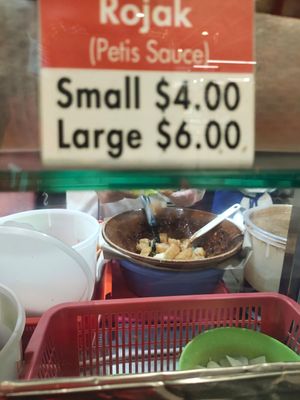 Rojak
(Petis Sauce)
Small $4.00
Large $6.00